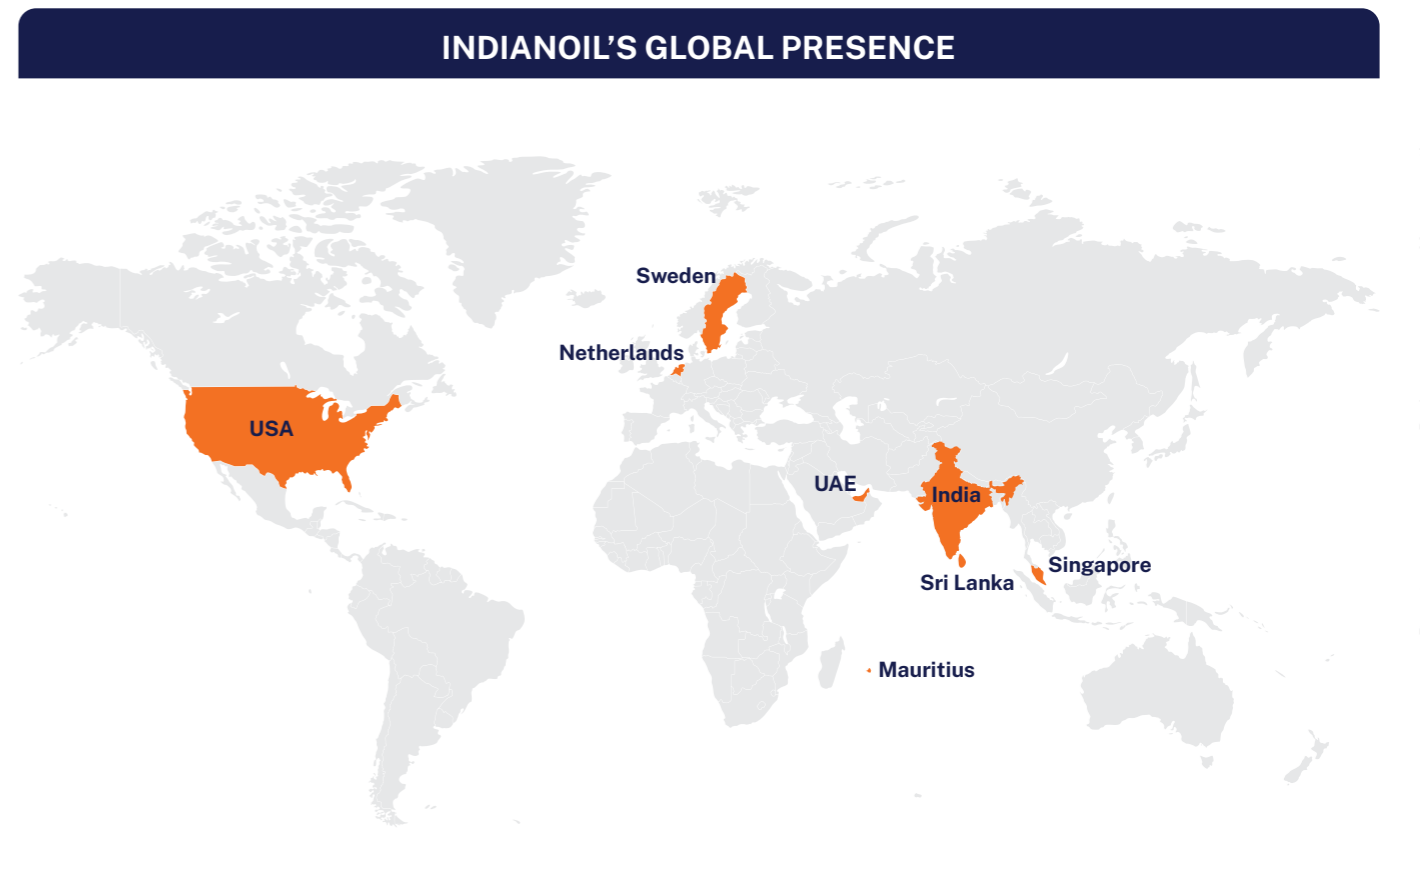 INDIANOIL’S GLOBAL PRESENCE
Sweden
Netherlands
USA
UAE
India
Singapore
Sri Lanka
Mauritius